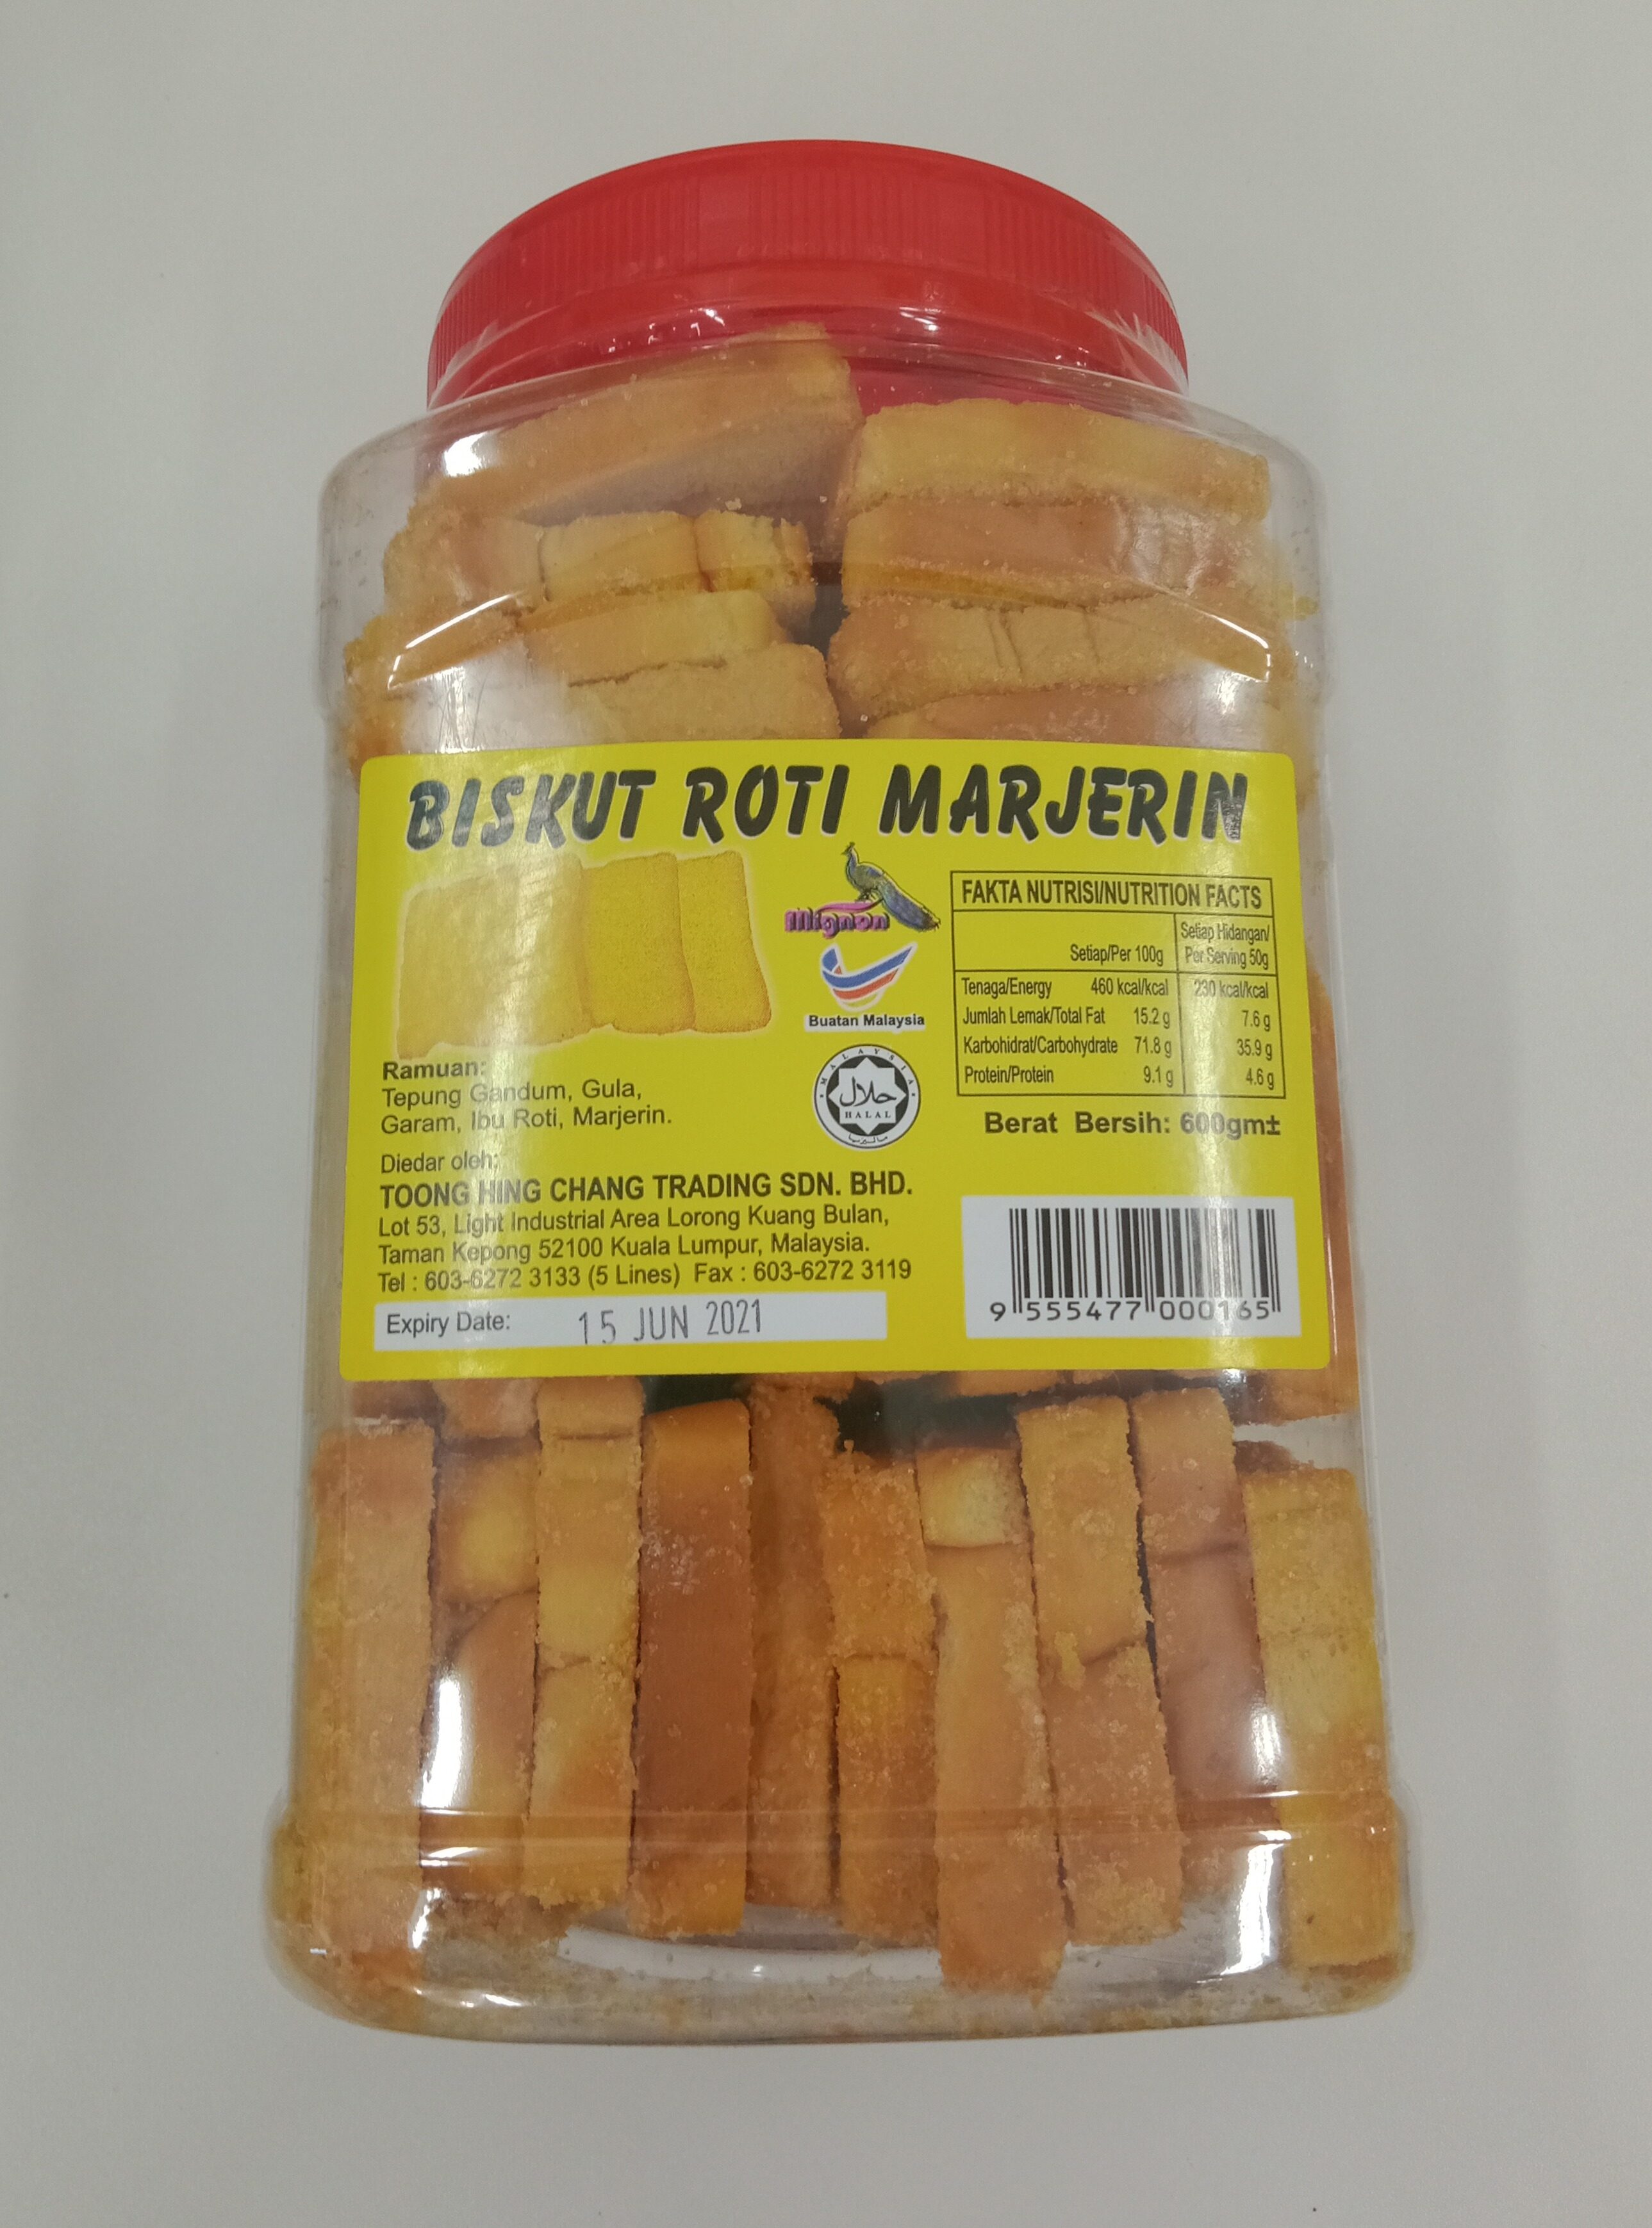 BISKUT ROTI MARJERIN
Mignon
Buatan Malaysia
MALAYSIA
حلال
HALAL
ماليزيا
FAKTA NUTRISI/NUTRITION FACTS
Setiap/Per 100g
Setiap Hidangan/
Per Serving 50g
Tenaga/Energy 460 kcal/kcal 230 kcal/kcal
Jumlah Lemak/Total Fat 15.2 g 7.6 g
Karbohidrat/Carbohydrate 71.8 g 35.9 g
Protein/Protein 9.1 g 4.6 g
Berat Bersih: 600gm±
Ramuan:
Tepung Gandum, Gula,
Garam, Ibu Roti, Marjerin.
Diedar oleh:
TOONG HING CHANG TRADING SDN. BHD.
Lot 53, Light Industrial Area Lorong Kuang Bulan,
Taman Kepong 52100 Kuala Lumpur, Malaysia.
Tel : 603-6272 3133 (5 Lines) Fax : 603-6272 3119
Expiry Date: 15 JUN 2021
9 555477 000165